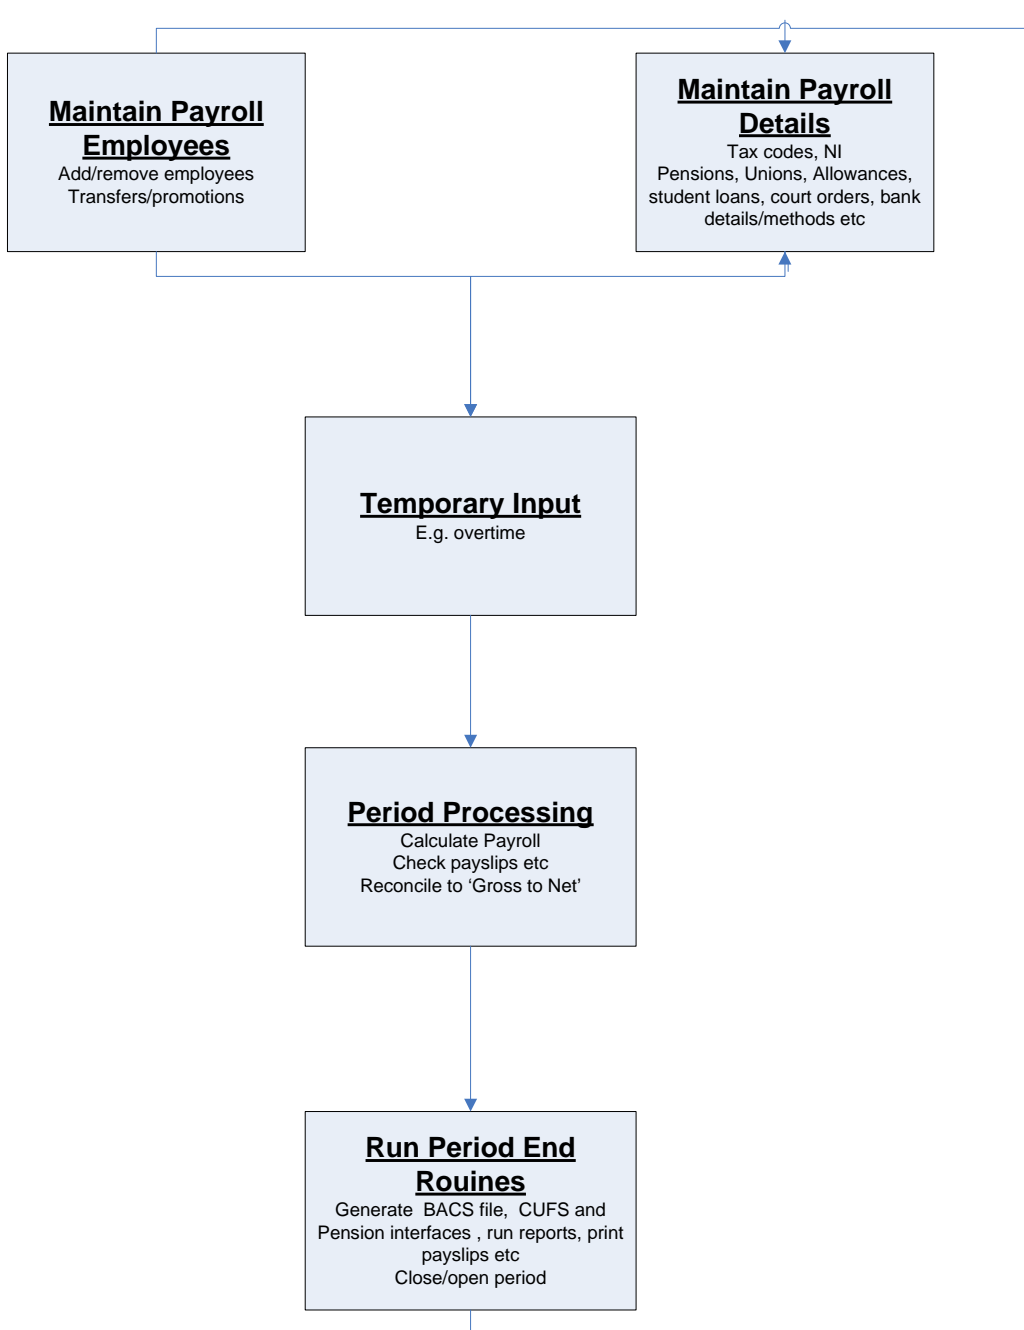 Maintain Payroll
Employees
Add/remove employees
Transfers/promotions
Maintain Payroll
Details
Tax codes, NI
Pensions, Unions, Allowances,
student loans, court orders, bank
details/methods etc
Temporary Input
E.g. overtime
Period Processing
Calculate Payroll
Check payslips etc
Reconcile to ‘Gross to Net’
Run Period End
Rouines
Generate  BACS file,  CUFS and
Pension interfaces , run reports, print
payslips etc
Close/open period